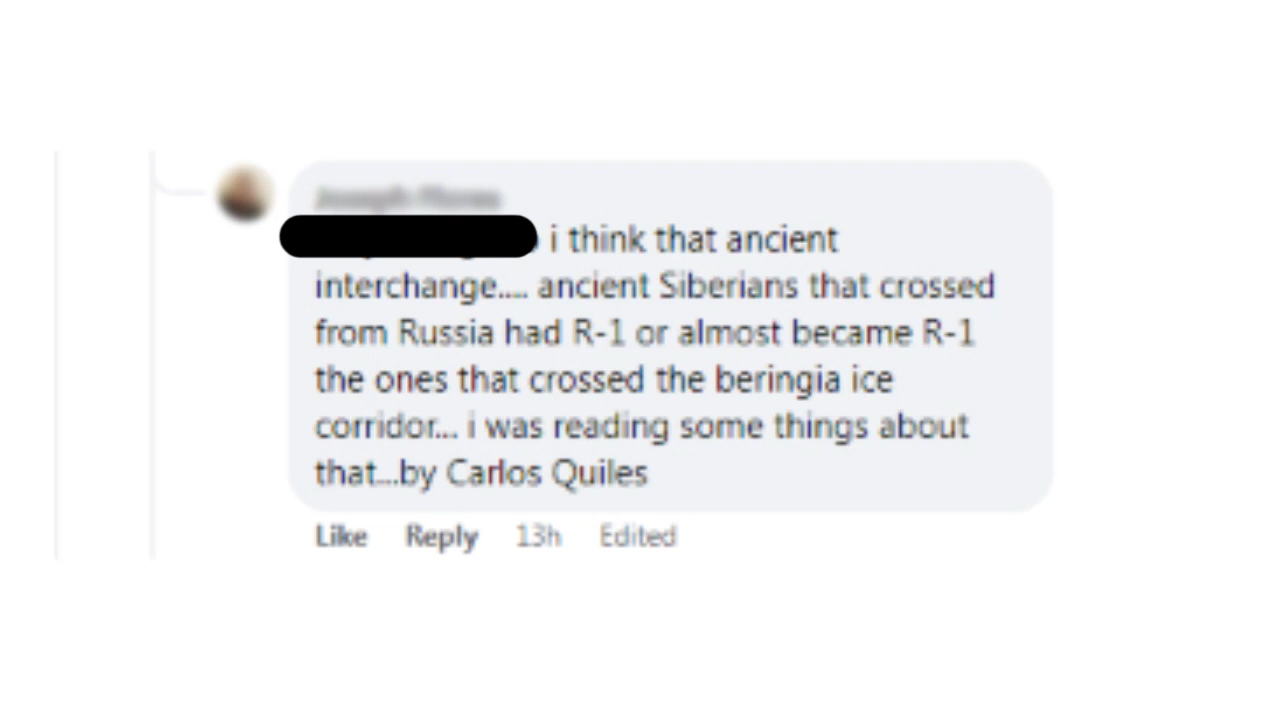 i think that ancient
interchange.... ancient Siberians that crossed
from Russia had R-1 or almost became R-1
the ones that crossed the beringia ice
corridor... i was reading some things about
that...by Carlos Quiles
Like Reply 13h Edited